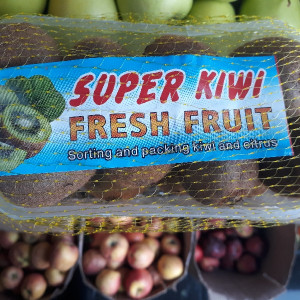 SUPER KIWI
FRESH FRUIT
Sorting and packing kiwi and citrus